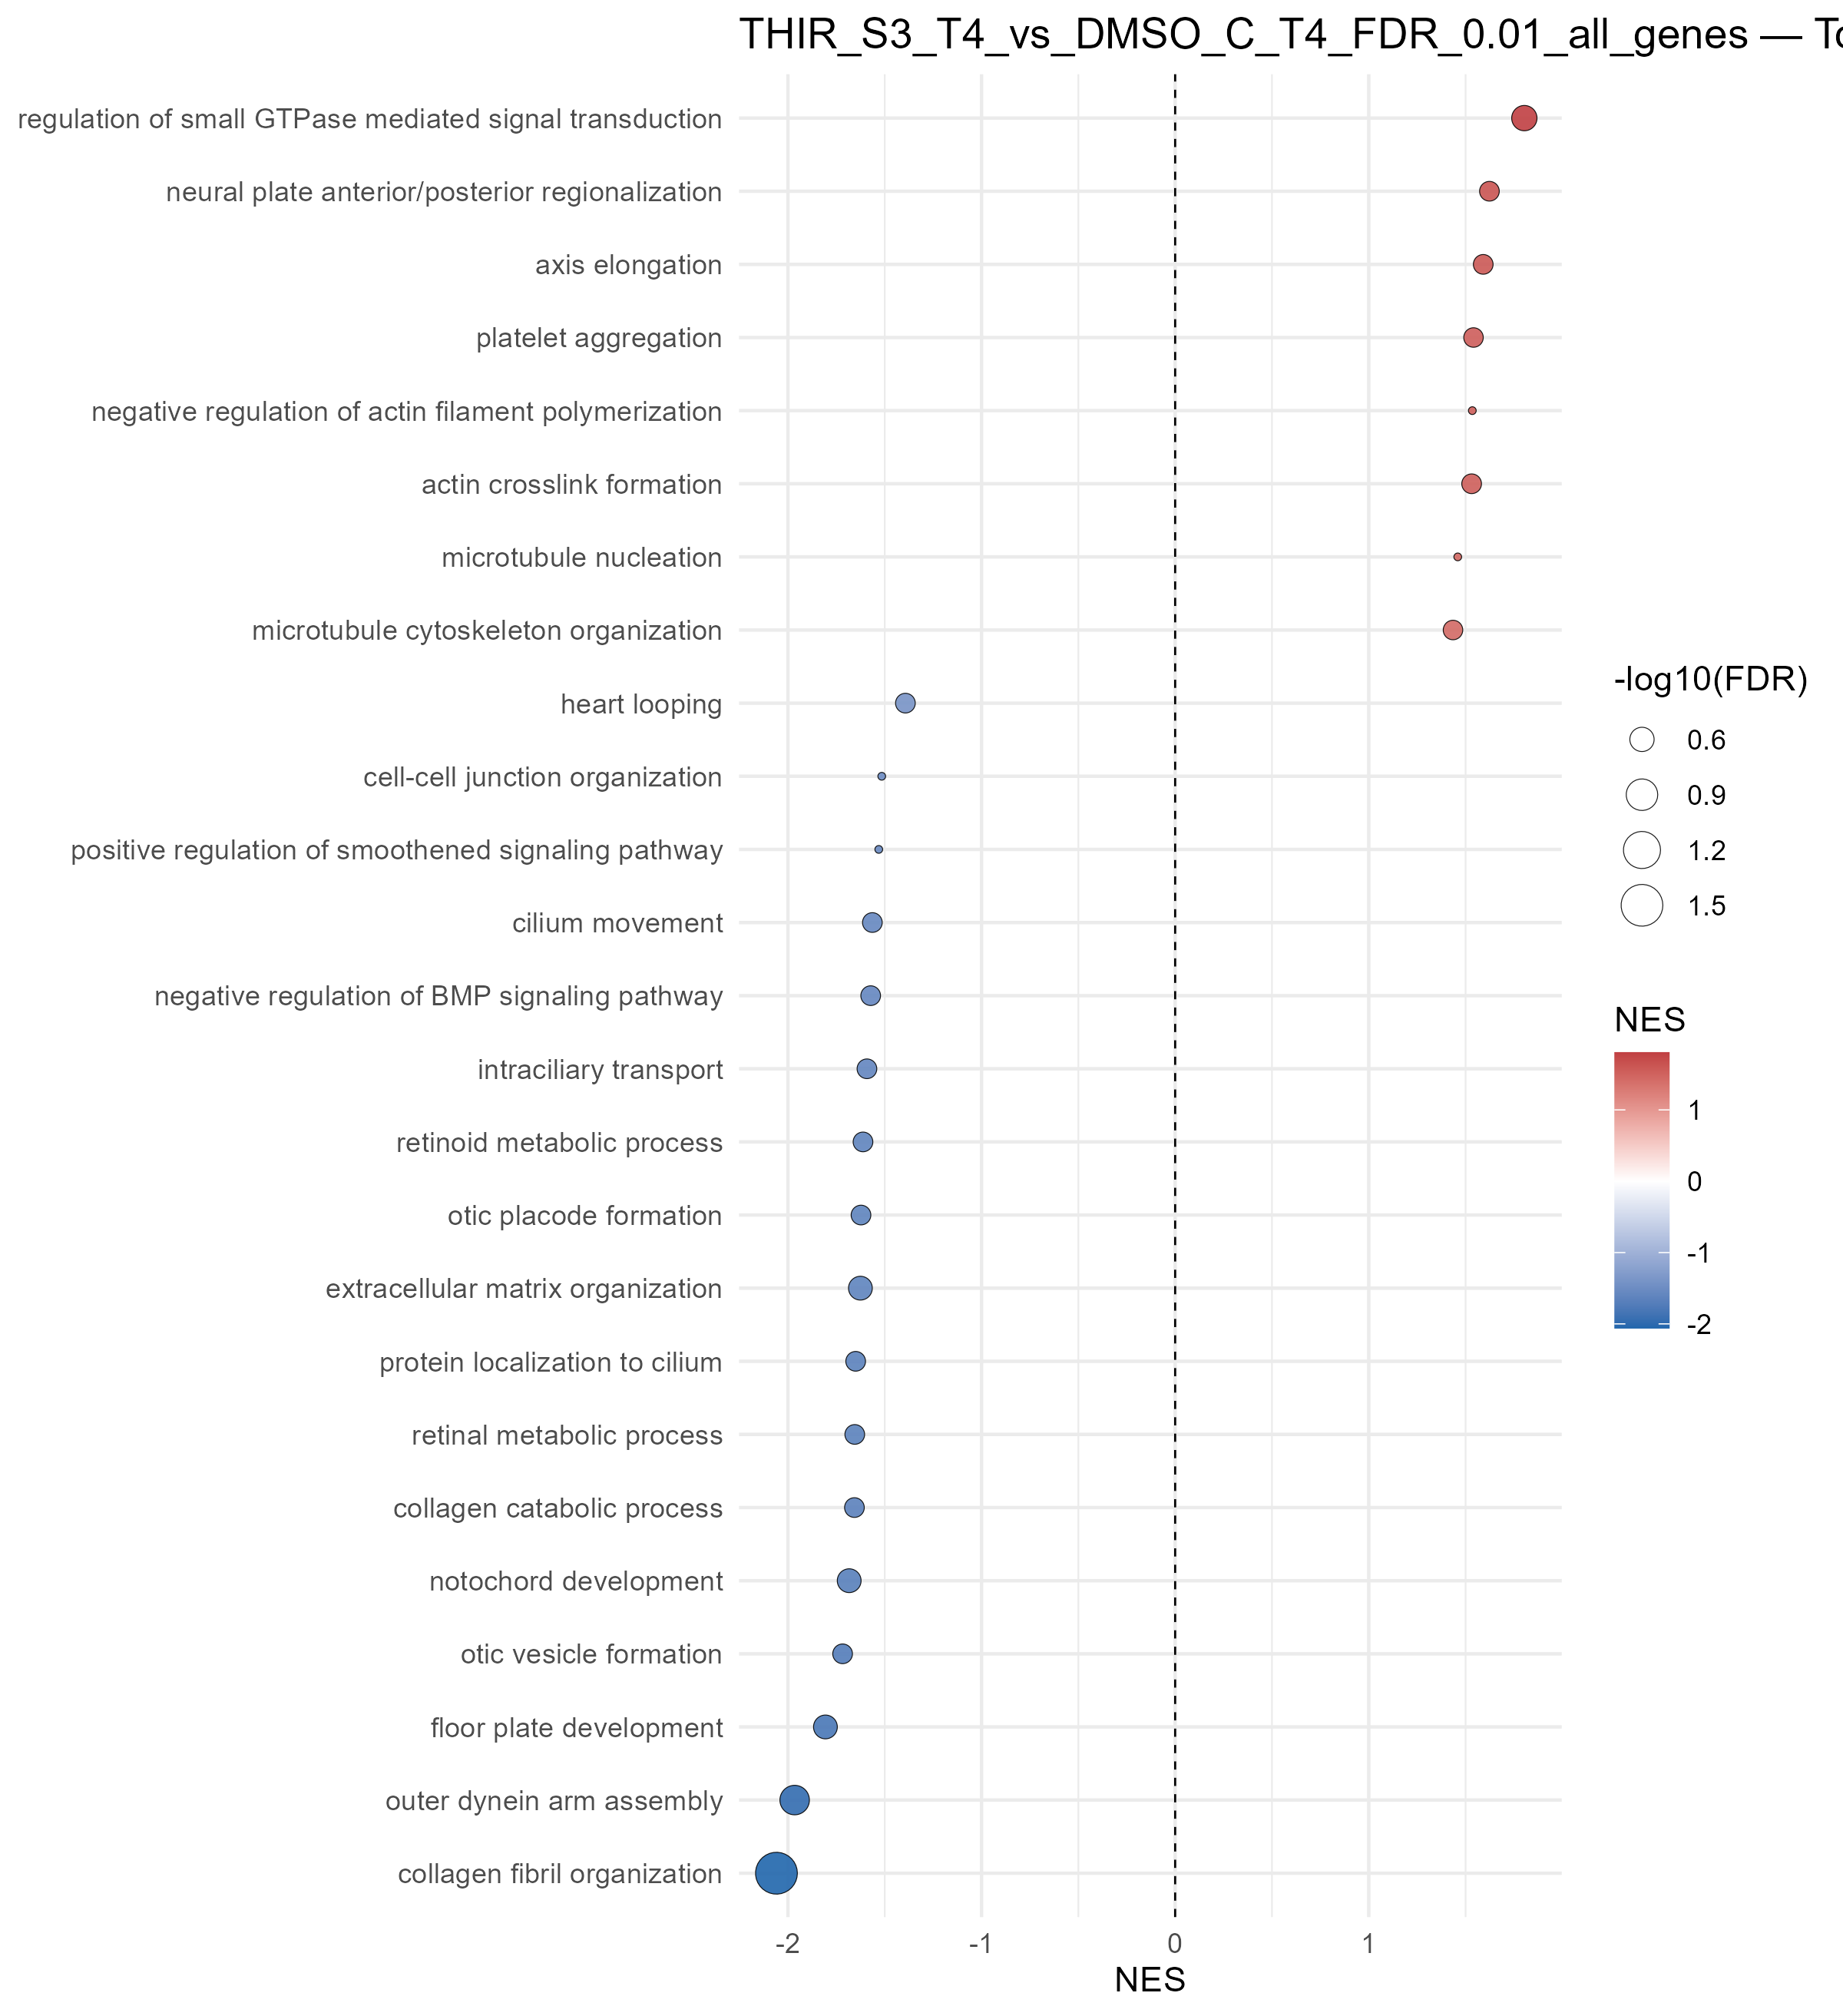 THIR_S3_T4_vs_DMSO_C_T4_FDR_0.01_all_genes — To
regulation of small GTPase mediated signal transduction
neural plate anterior/posterior regionalization
axis elongation
platelet aggregation
negative regulation of actin filament polymerization
actin crosslink formation
microtubule nucleation
microtubule cytoskeleton organization
heart looping
cell-cell junction organization
positive regulation of smoothened signaling pathway
cilium movement
negative regulation of BMP signaling pathway
intraciliary transport
retinoid metabolic process
otic placode formation
extracellular matrix organization
protein localization to cilium
retinal metabolic process
collagen catabolic process
notochord development
otic vesicle formation
floor plate development
outer dynein arm assembly
collagen fibril organization
-2 -1 0 1
NES
-log10(FDR)
0.6
0.9
1.2
1.5
NES
1
0
-1
-2